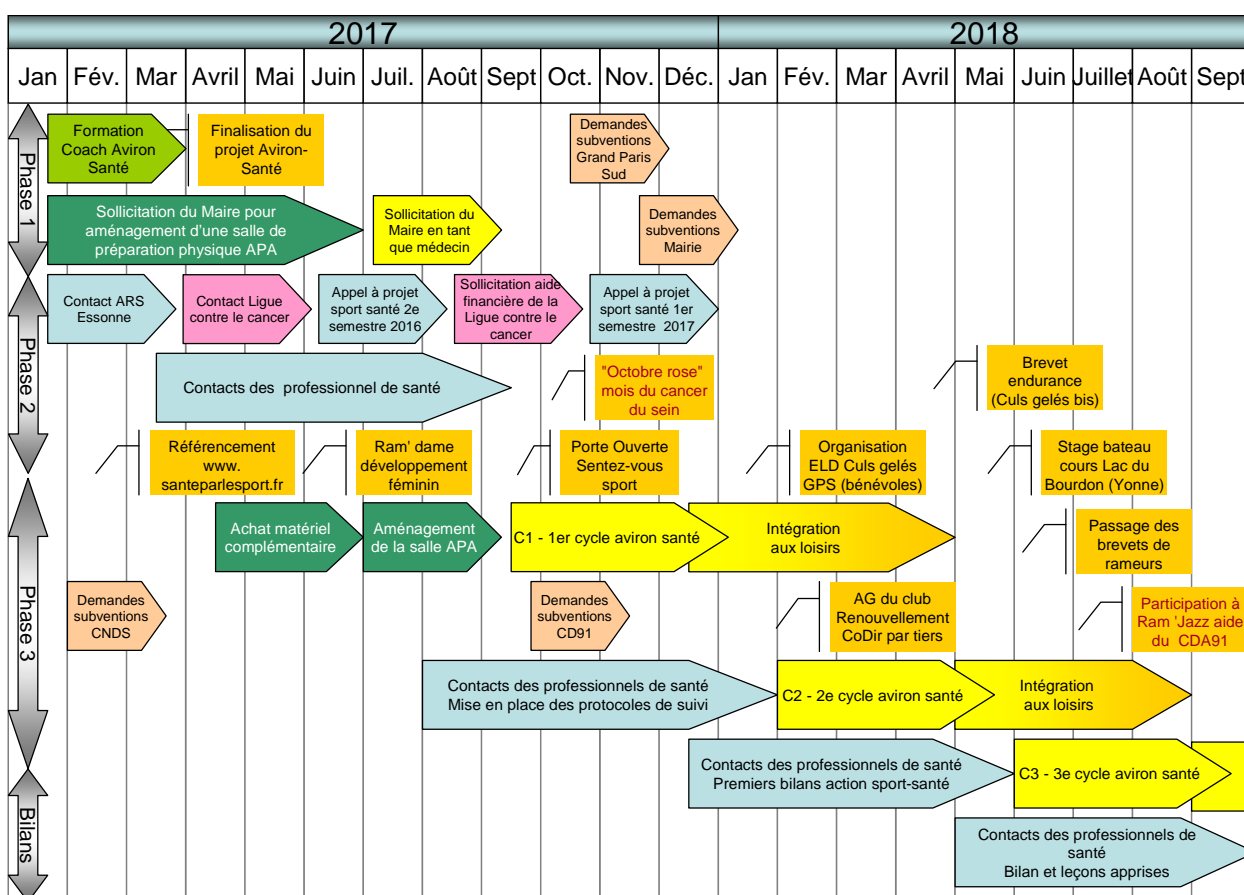 2017
2018
Jan Fév. Mar Avril Mai Juin Juil. Août Sept Oct. Nov. Déc. Jan Fév. Mar Avril Mai Juin Juillet Août Sept
Phase 1
Formation
Coach Aviron
Santé
Finalisation du
projet Aviron-
Santé
Demandes
subventions
Grand Paris
Sud
Sollicitation du Maire pour
aménagement d'une salle de
préparation physique APA
Sollicitation du
Maire en tant
que médecin
Demandes
subventions
Mairie
Phase 2
Contact ARS
Essonne
Contact Ligue
contre le cancer
Appel à projet
sport santé 2e
semestre 2016
Sollicitation aide
financière de la
Ligue contre le
cancer
Appel à projet
sport santé 1er
semestre 2017
Contacts des professionnel de santé
"Octobre rose"
mois du cancer
du sein
Brevet
endurance
(Culs gelés bis)
Référencement
www.
santeparlesport.fr
Ram' dame
développement
féminin
Porte Ouverte
Sentez-vous
sport
Organisation
ELD Culs gelés
GPS (bénévoles)
Stage bateau
cours Lac du
Bourdon (Yonne)
Phase 3
Achat matériel
complémentaire
Aménagement
de la salle APA
C1 - 1er cycle aviron santé
Intégration
aux loisirs
Passage des
brevets de
rameurs
Demandes
subventions
CNDS
Demandes
subventions
CD91
AG du club
Renouvellement
CoDir par tiers
Participation à
Ram 'Jazz aide
du CDA91
Contacts des professionnels de santé
Mise en place des protocoles de suivi
C2 - 2e cycle aviron santé
Intégration
aux loisirs
Bilans
Contacts des professionnels de santé
Premiers bilans action sport-santé
C3 - 3e cycle aviron santé
Contacts des professionnels de
santé
Bilan et leçons apprises